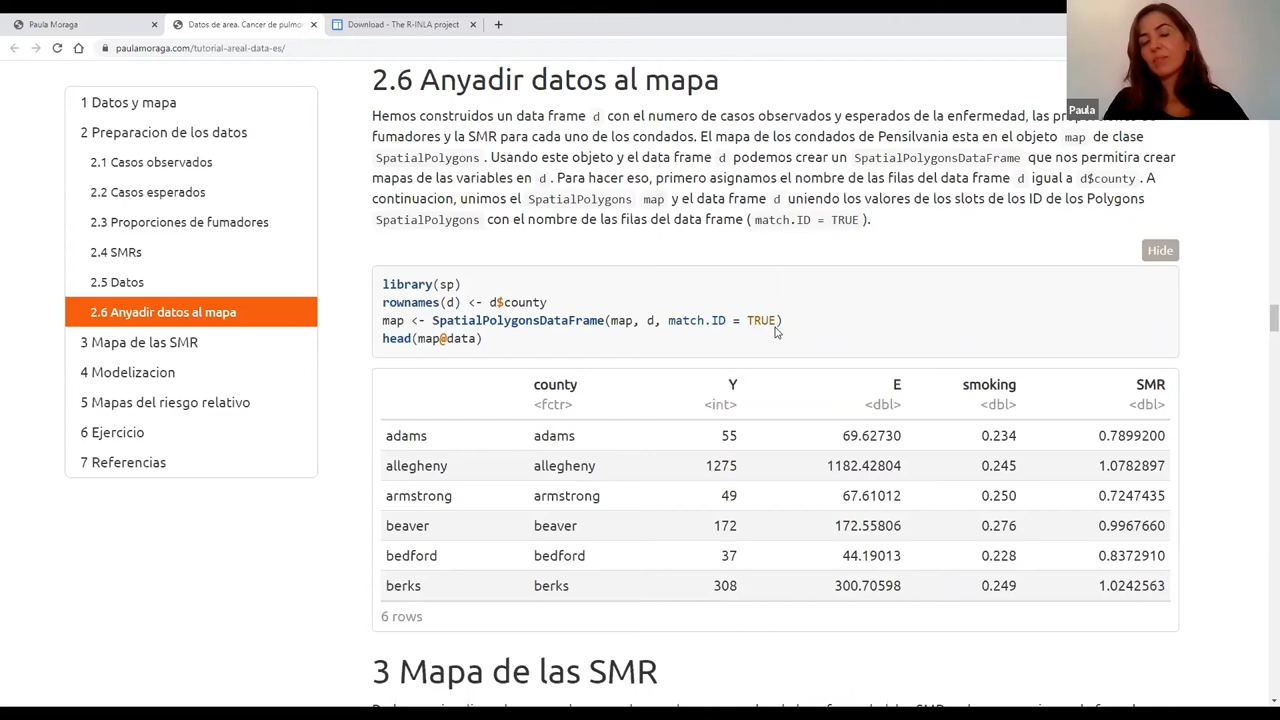 Paula Moraga
Datos de area. Cancer de pulmo
Download - The R-INLA project
paulamoraga.com/tutorial-areal-data-es/
Paula
1 Datos y mapa
2 Preparacion de los datos
2.1 Casos observados
2.2 Casos esperados
2.3 Proporciones de fumadores
2.4 SMRs
2.5 Datos
2.6 Anyadir datos al mapa
3 Mapa de las SMR
4 Modelizacion
5 Mapas del riesgo relativo
6 Ejercicio
7 Referencias
2.6 Anyadir datos al mapa
Hemos construidos un data frame d con el numero de casos observados y esperados de la enfermedad, las de
fumadores y la SMR para cada uno de los condados. El mapa de los condados de Pensilvania esta en el objeto map de clase
SpatialPolygons . Usando este objeto y el data frame d podemos crear un SpatialPolygonsDataFrame que nos permitira crear
mapas de las variables en d . Para hacer eso, primero asignamos el nombre de las filas del data frame d igual a d$county . A
continuacion, unimos el SpatialPolygons map y el data frame d uniendo los valores de los slots de los ID de los Polygons
SpatialPolygons con el nombre de las filas del data frame ( match.ID = TRUE ).
Hide
library(sp)
rownames(d) <- d$county
map <- SpatialPolygonsDataFrame(map, d, match.ID = TRUE)
head(map@data)
county Y E smoking SMR
<fctr> <int> <dbl> <dbl> <dbl>
adams adams 55 69.62730 0.234 0.7899200
allegheny allegheny 1275 1182.42804 0.245 1.0782897
armstrong armstrong 49 67.61012 0.250 0.7247435
beaver beaver 172 172.55806 0.276 0.9967660
bedford bedford 37 44.19013 0.228 0.8372910
berks berks 308 300.70598 0.249 1.0242563
6 rows
3 Mapa de las SMR